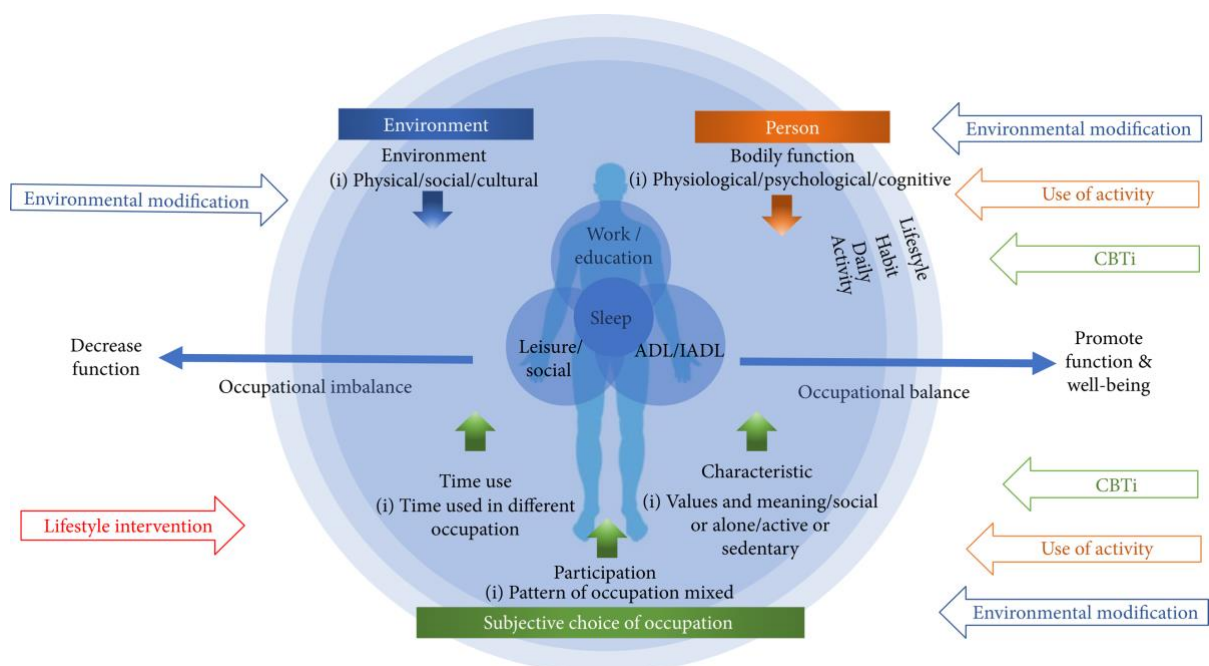 Environment
Environment
(i) Physical/social/cultural
Person
Bodily function
(i) Physiological/psychological/cognitive
Environmental modification
Environmental modification
Use of activity
CBTi
Lifestyle
Habit
Daily
Activity
Work /
education
Sleep
Leisure/
social
ADL/IADL
Decrease
function
Occupational imbalance
Occupational balance
Promote
function &
well-being
Time use
(i) Time used in different
occupation
Characteristic
(i) Values and meaning/social
or alone/active or
sedentary
Participation
(i) Pattern of occupation mixed
Subjective choice of occupation
Lifestyle intervention
CBTi
Use of activity
Environmental modification